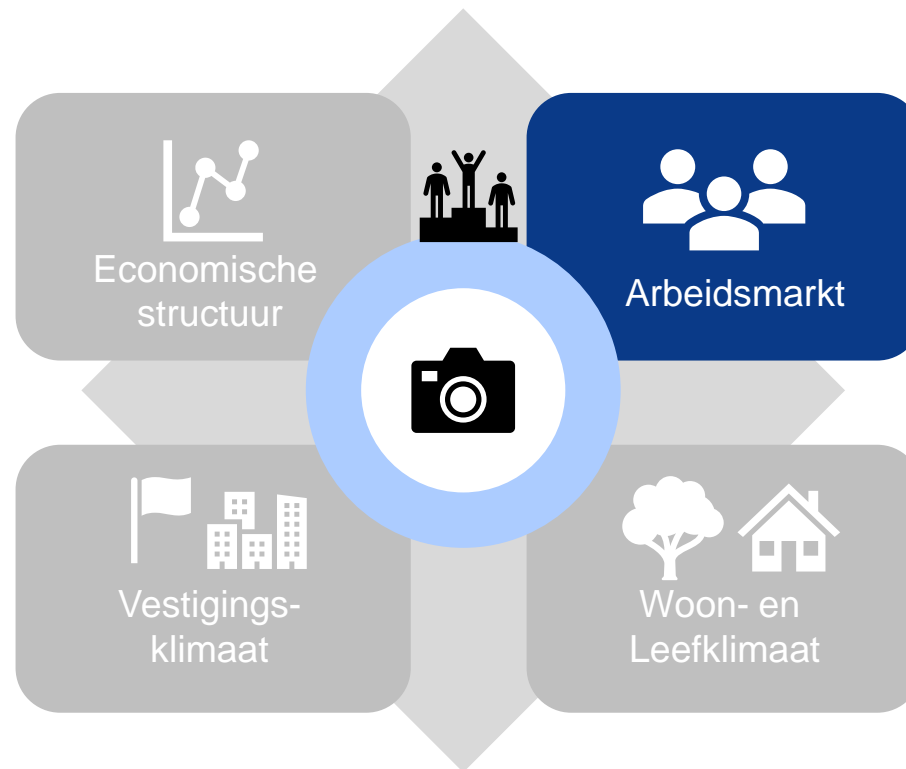 Economische
structuur
Arbeidsmarkt
Vestigings-
klimaat
Woon- en
Leefklimaat